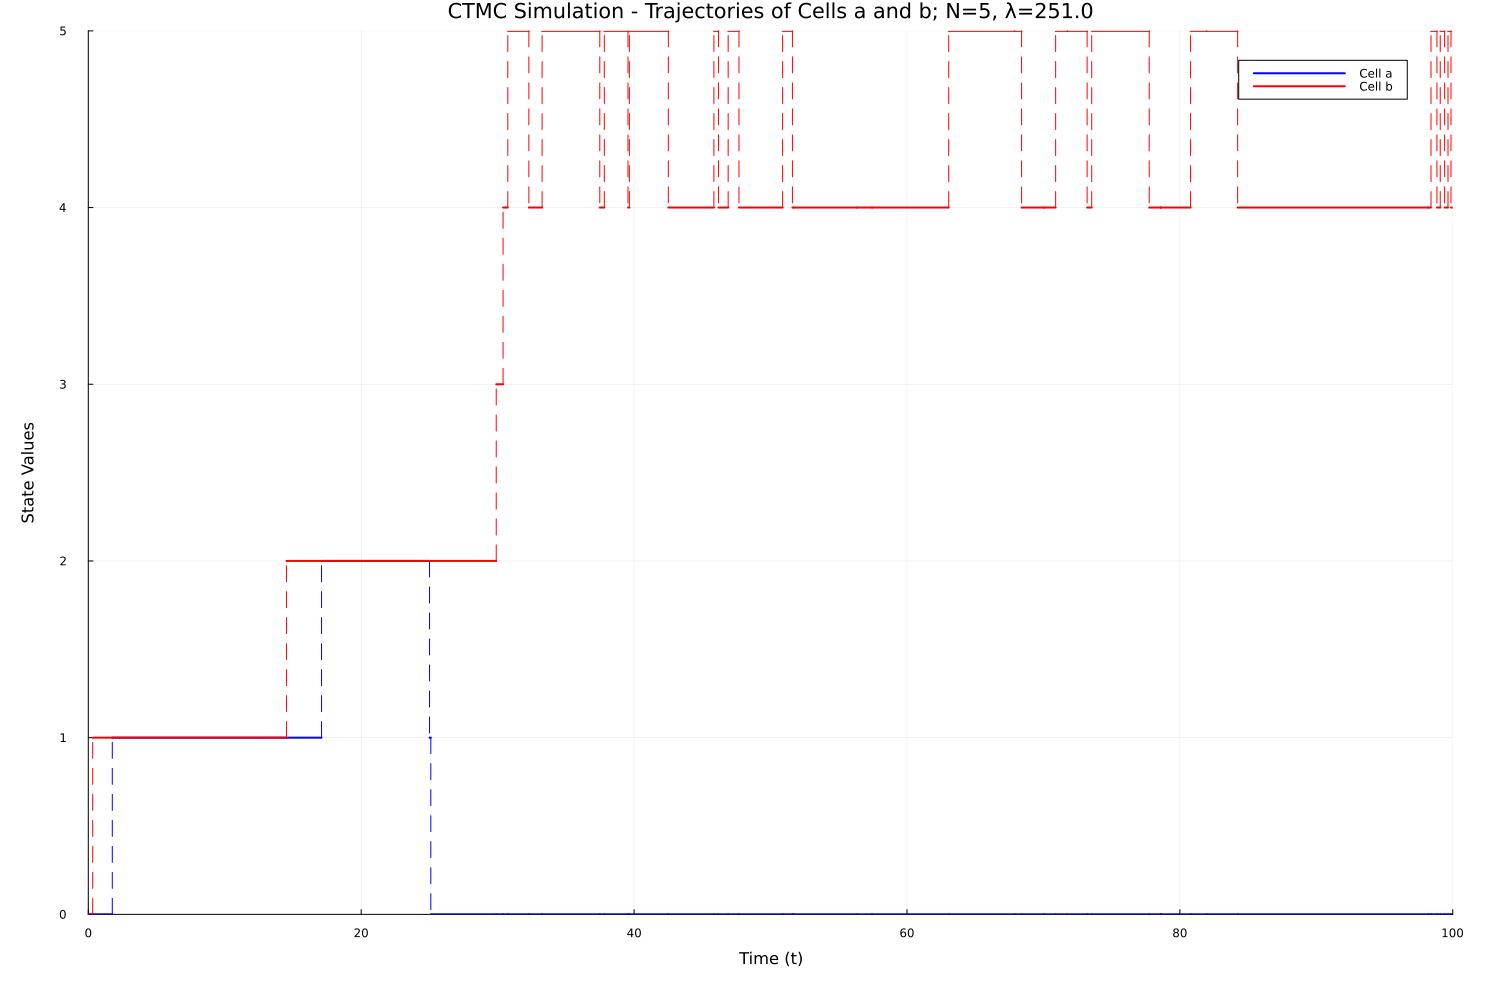 CTMC Simulation - Trajectories of Cells a and b; N=5, λ=251.0
5
Cell a
Cell b
4
3
State Values
2
1
0
0 20 40 60 80 100
Time (t)